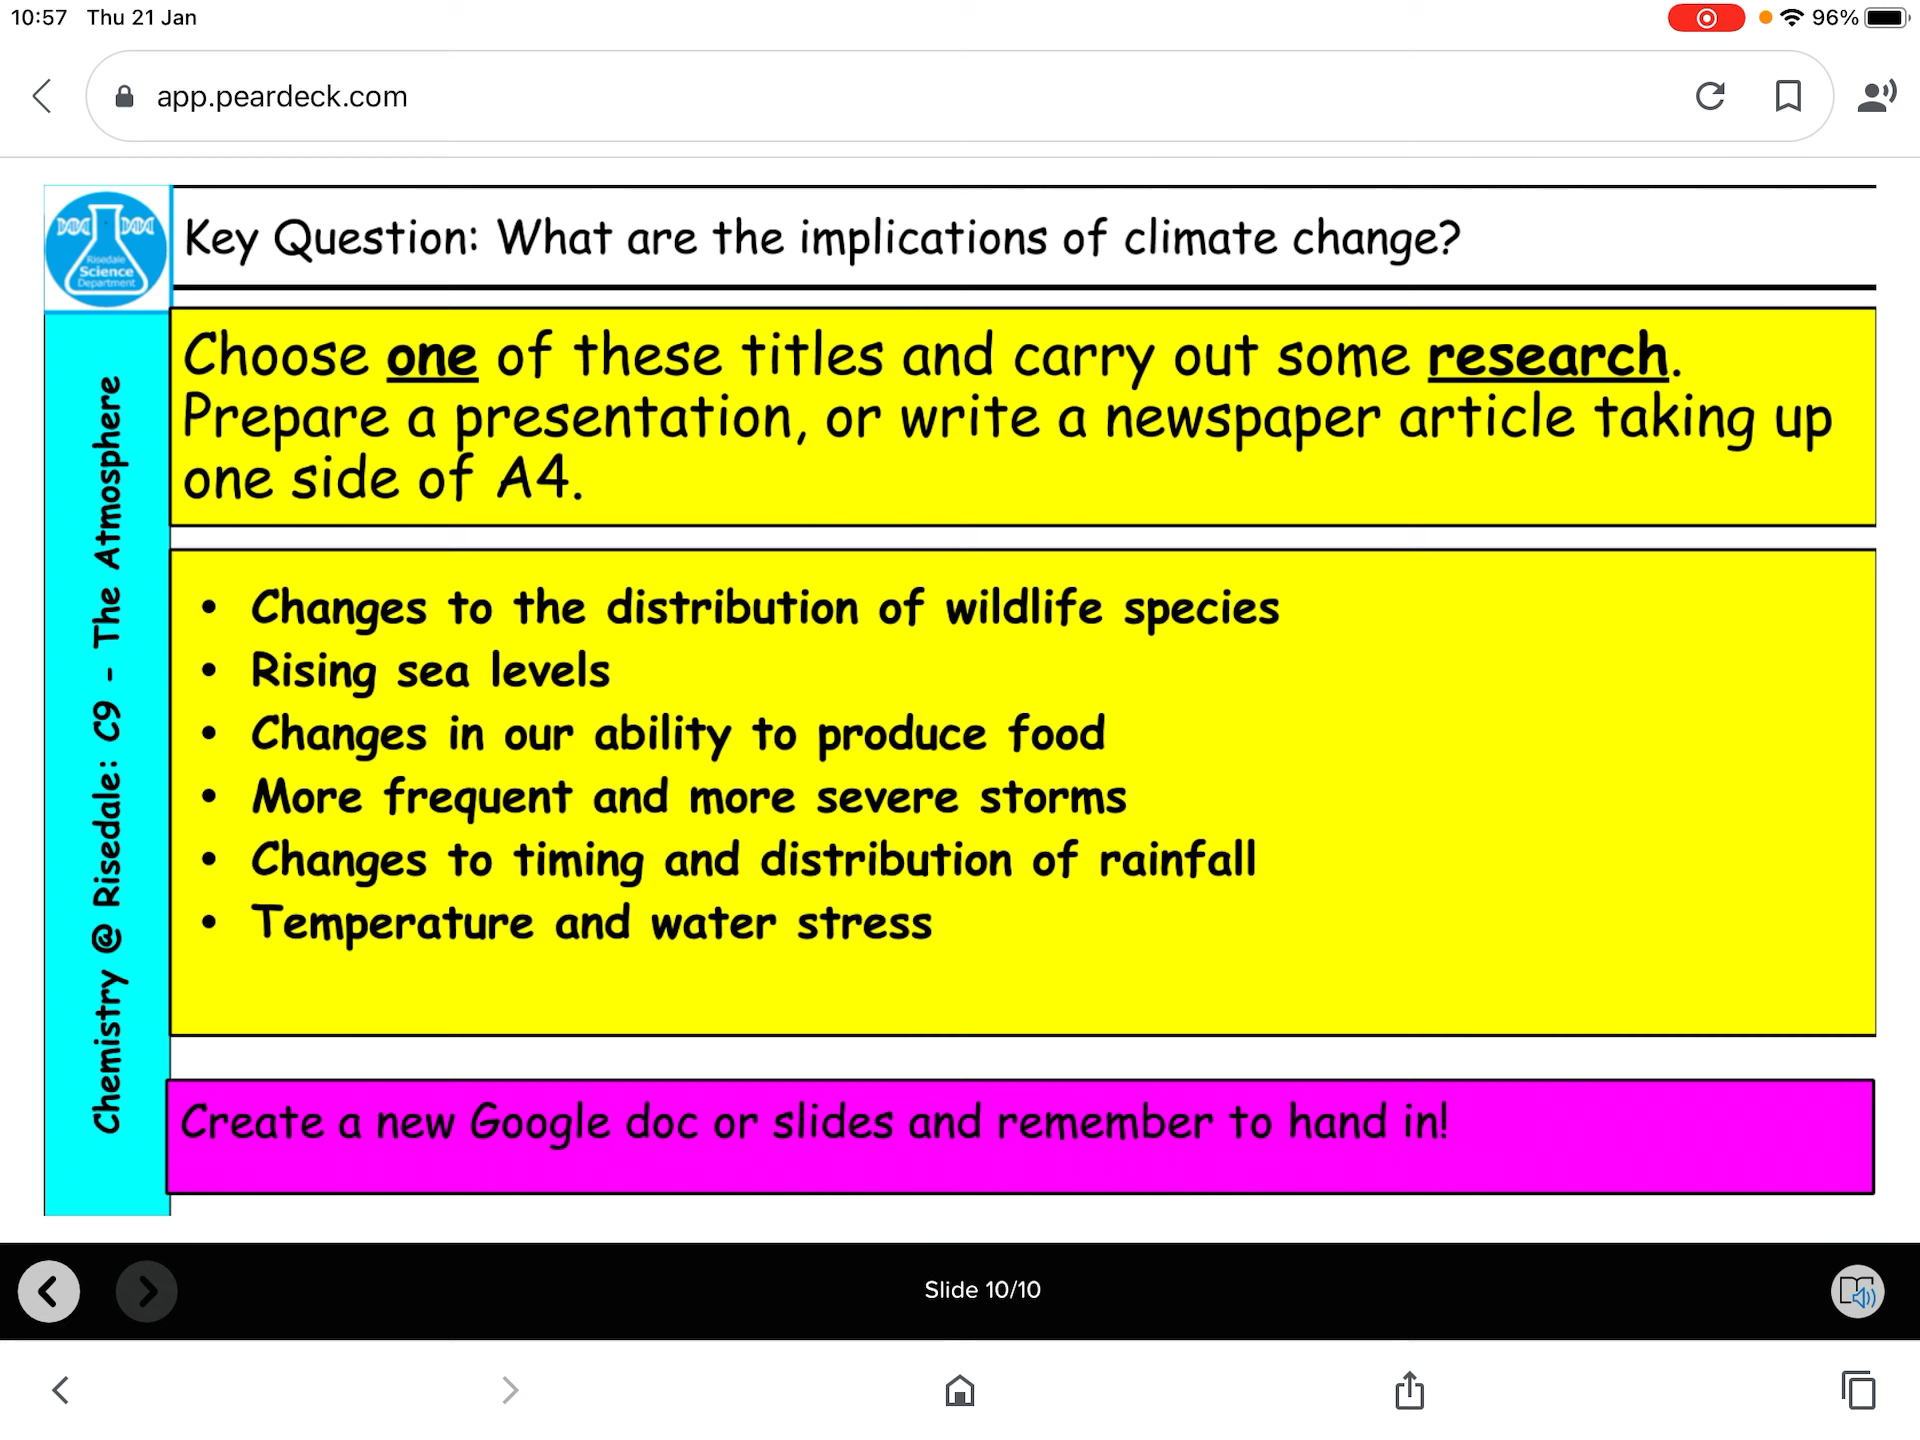 10:57 Thu 21 Jan
96%
app.peardeck.com
Risedale
Science
Department
Key Question: What are the implications of climate change?
Chemistry @ Risedale: C9 - The Atmosphere
Choose one of these titles and carry out some research.
Prepare a presentation, or write a newspaper article taking up
one side of A4.
• Changes to the distribution of wildlife species
• Rising sea levels
• Changes in our ability to produce food
• More frequent and more severe storms
• Changes to timing and distribution of rainfall
• Temperature and water stress
Create a new Google doc or slides and remember to hand in!
Slide 10/10